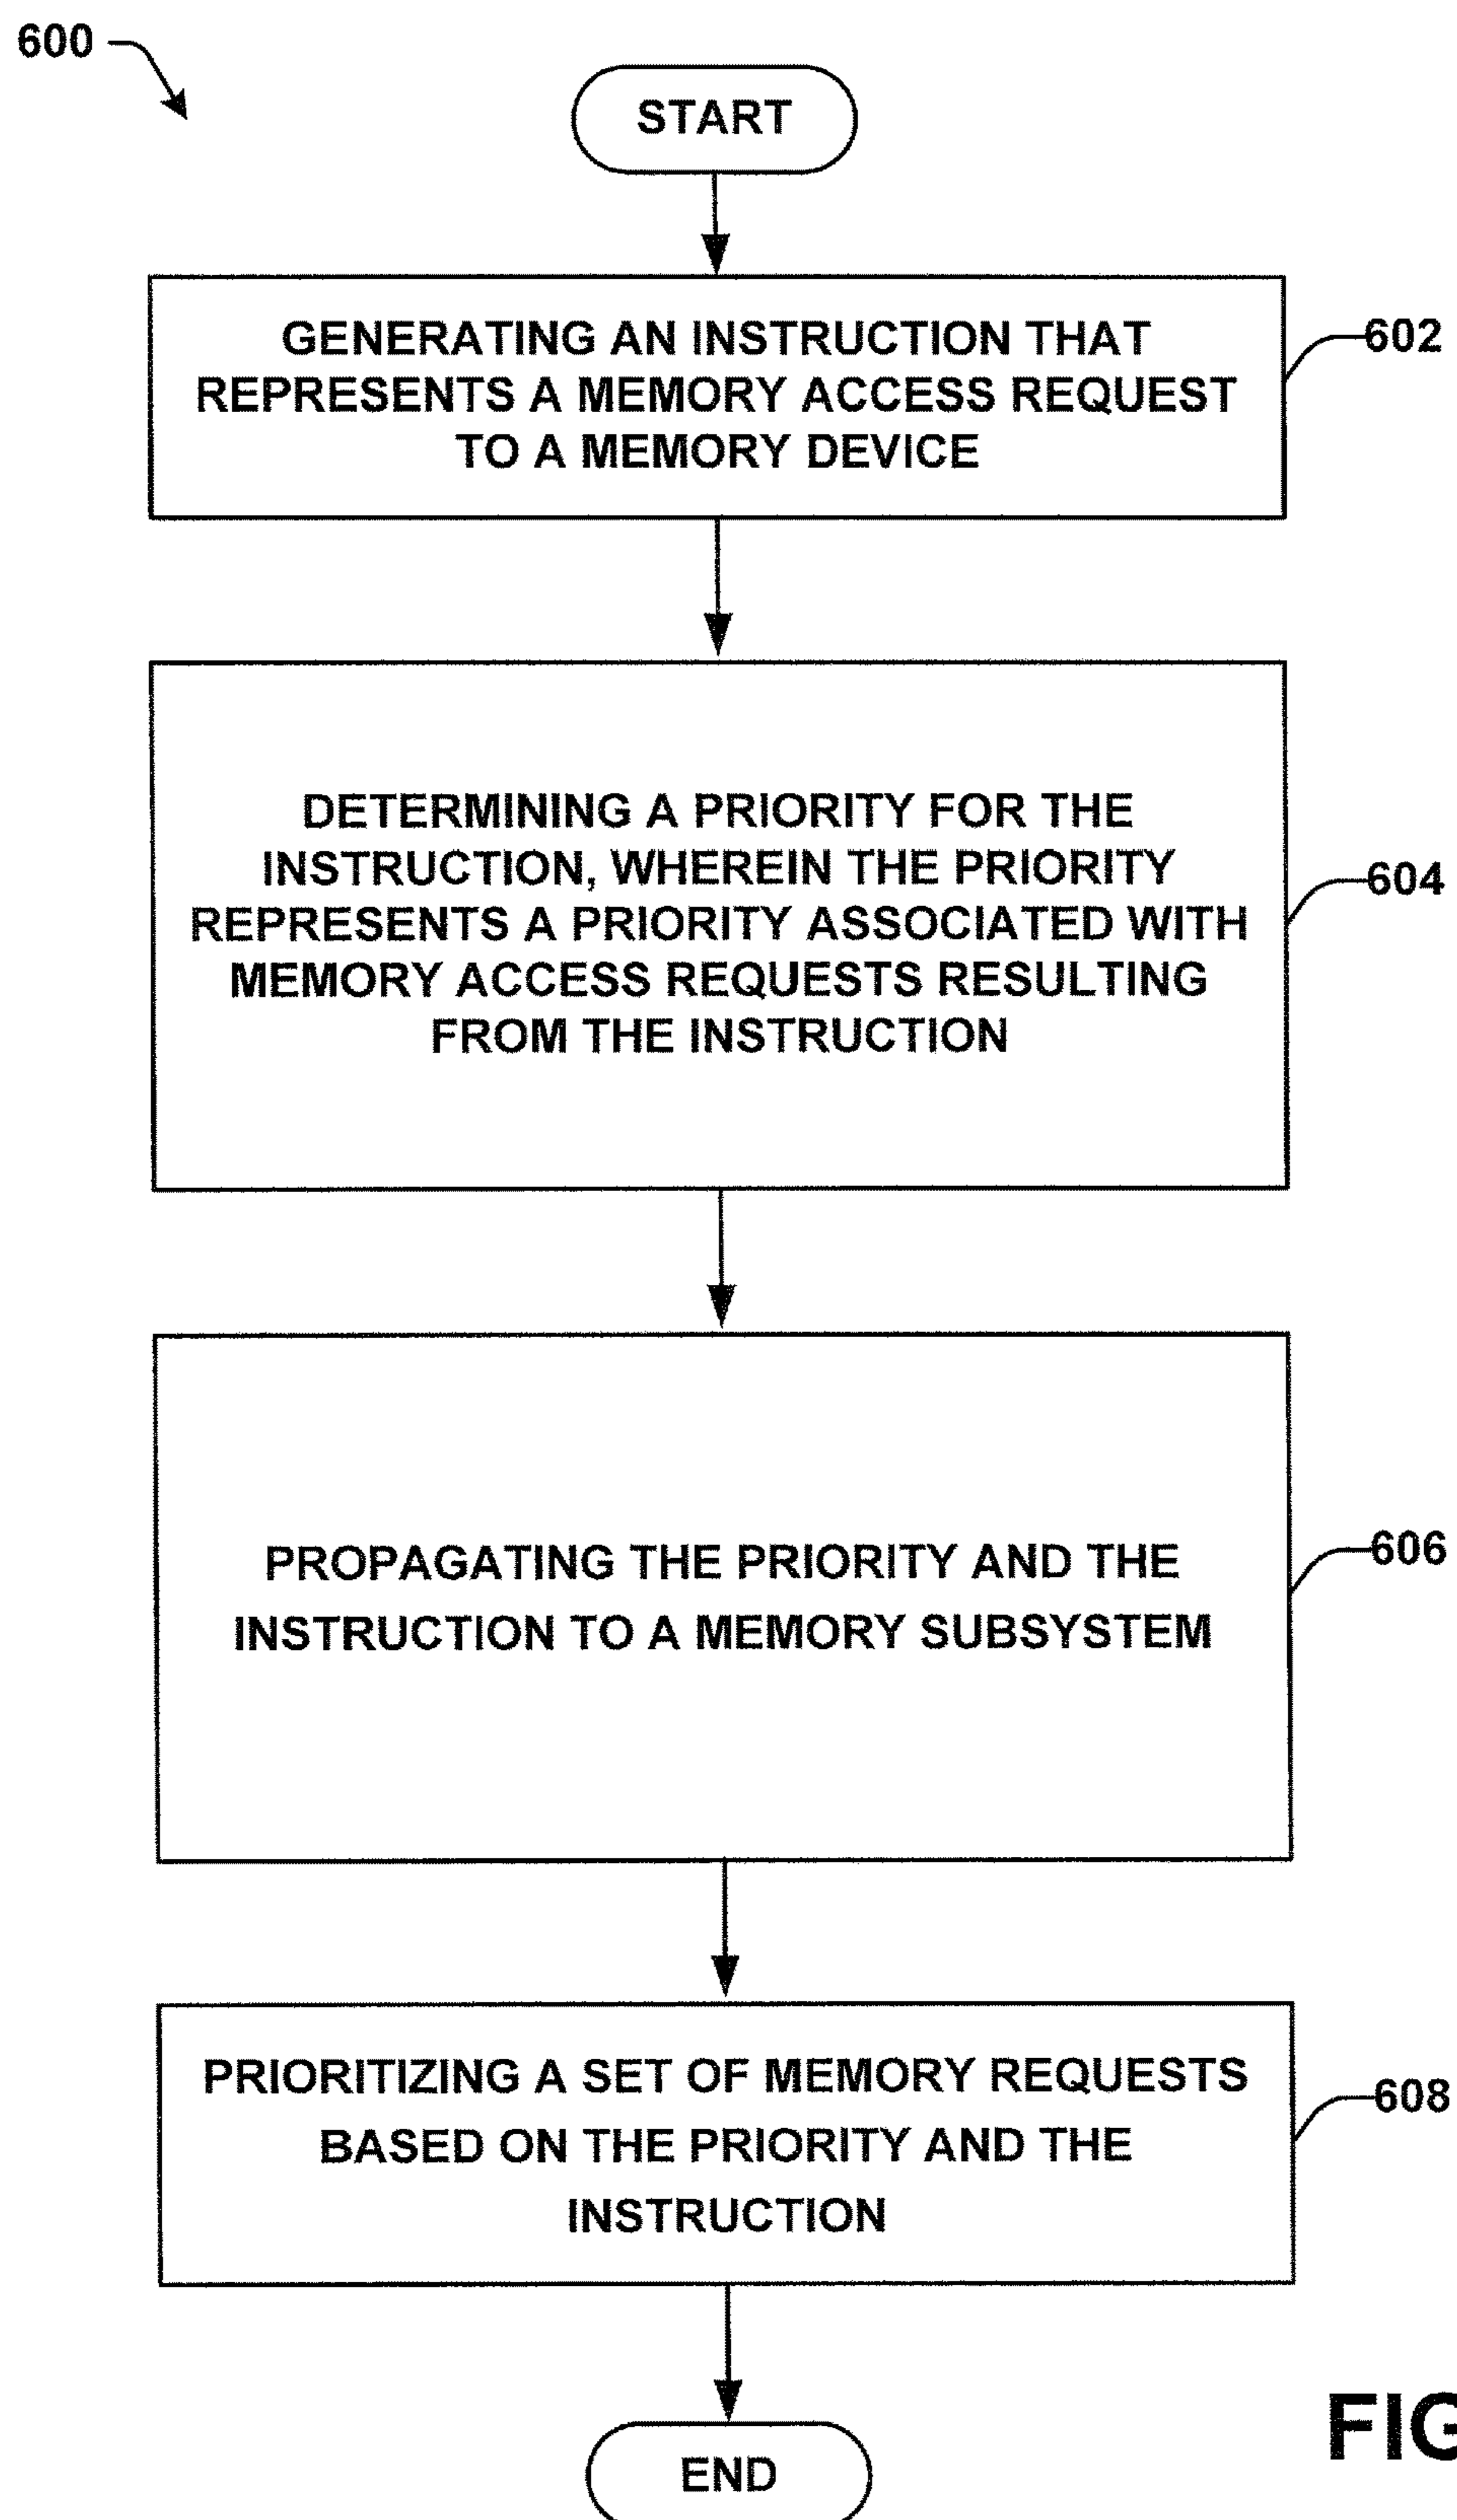 600
START
GENERATING AN INSTRUCTION THAT
REPRESENTS A MEMORY ACCESS REQUEST
TO A MEMORY DEVICE
602
DETERMINING A PRIORITY FOR THE
INSTRUCTION, WHEREIN THE PRIORITY
REPRESENTS A PRIORITY ASSOCIATED WITH
MEMORY ACCESS REQUESTS RESULTING
FROM THE INSTRUCTION
604
PROPAGATING THE PRIORITY AND THE
INSTRUCTION TO A MEMORY SUBSYSTEM
606
PRIORITIZING A SET OF MEMORY REQUESTS
BASED ON THE PRIORITY AND THE
INSTRUCTION
608
END
FIG